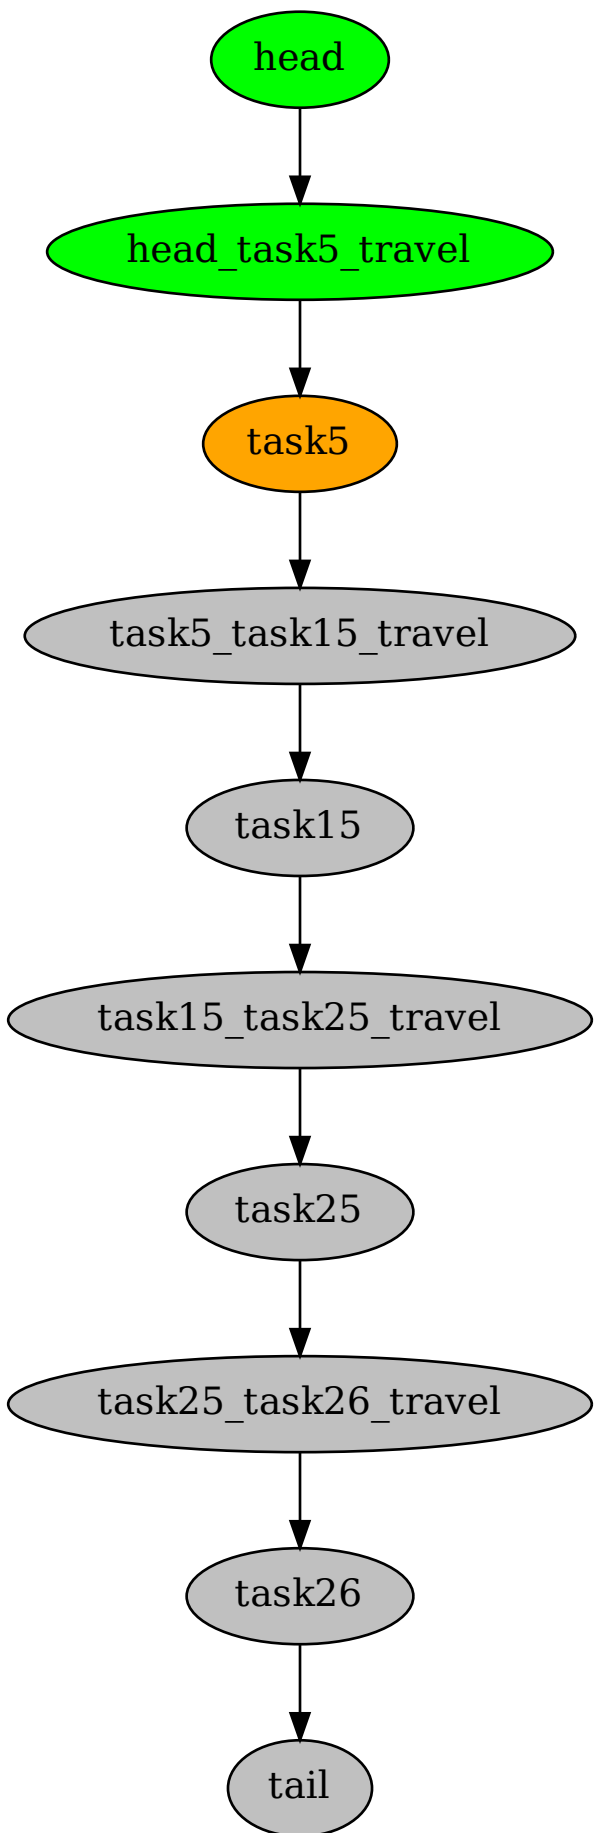 head
head_task5_travel
task5
task5_task15_travel
task15
task15_task25_travel
task25
task25_task26_travel
task26
tail